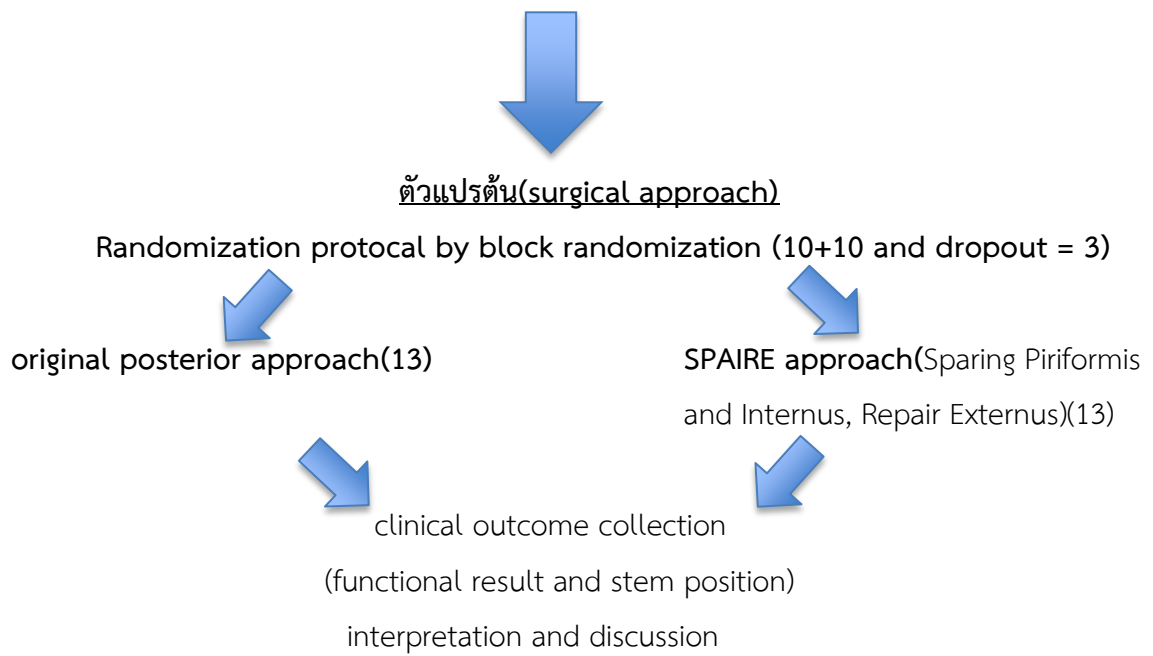 ตัวแปรต้น(surgical approach)
Randomization protocal by block randomization (10+10 and dropout = 3)
original posterior approach(13)
SPAIRE approach(Sparing Piriformis
and Internus, Repair Externus)(13)
clinical outcome collection
(functional result and stem position)
interpretation and discussion